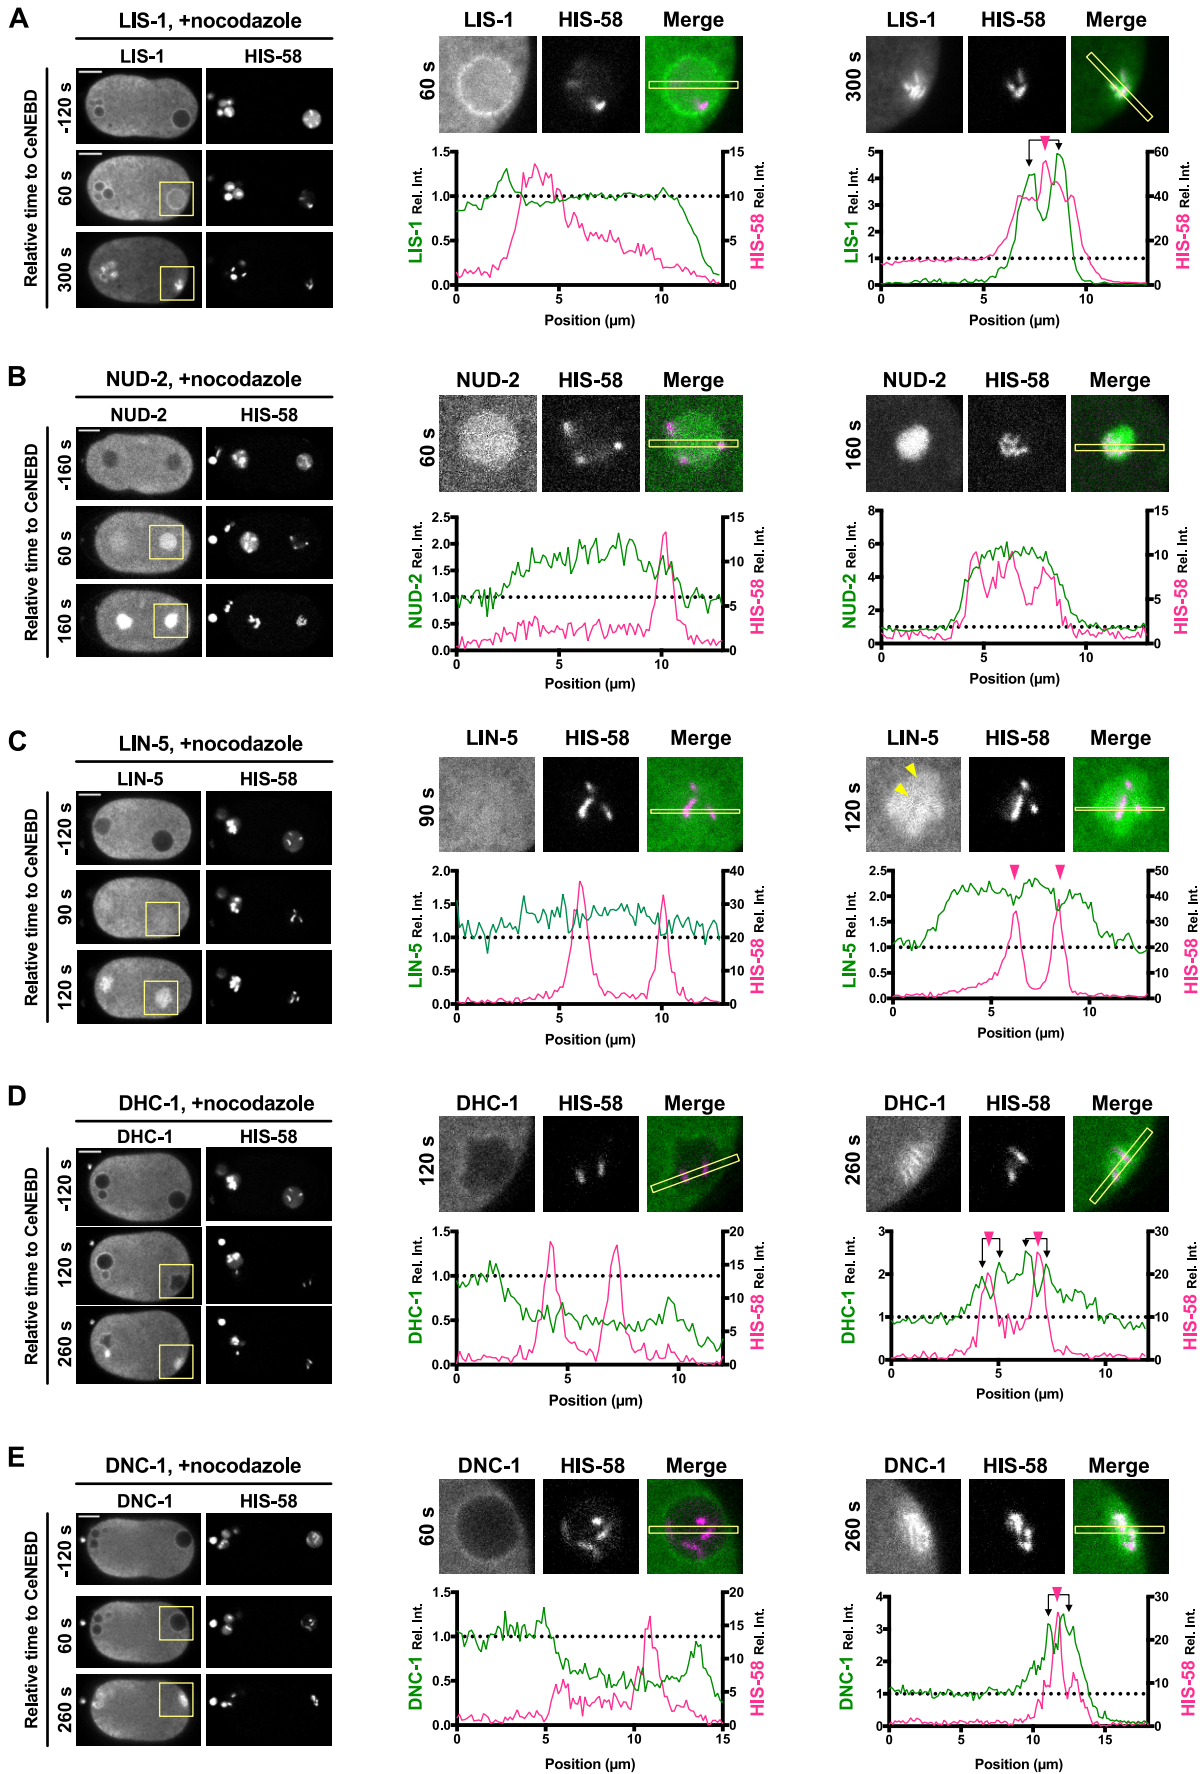 A
LIS-1, +nocodazole
LIS-1 HIS-58
Relative time to CeNEBD
-120 s
60 s
300 s
LIS-1 HIS-58 Merge
60 s
LIS-1 Rel. Int.
1.5
1.0
0.5
0.0
15
10
5
0
HIS-58 Rel. Int.
0 5 10
Position (µm)
LIS-1 HIS-58 Merge
300 s
LIS-1 Rel. Int.
5
4
3
2
1
0
60
40
20
0
HIS-58 Rel. Int.
0 5 10
Position (µm)
B
NUD-2, +nocodazole
NUD-2 HIS-58
Relative time to CeNEBD
-160 s
60 s
160 s
NUD-2 HIS-58 Merge
60 s
NUD-2 Rel. Int.
2.5
2.0
1.5
1.0
0.5
0.0
15
10
5
0
HIS-58 Rel. Int.
0 5 10
Position (µm)
NUD-2 HIS-58 Merge
160 s
NUD-2 Rel. Int.
8
6
4
2
0
15
10
5
0
HIS-58 Rel. Int.
0 5 10
Position (µm)
C
LIN-5, +nocodazole
LIN-5 HIS-58
Relative time to CeNEBD
-120 s
90 s
120 s
LIN-5 HIS-58 Merge
90 s
LIN-5 Rel. Int.
2.0
1.5
1.0
0.5
0.0
40
30
20
10
0
HIS-58 Rel. Int.
0 5 10
Position (µm)
LIN-5 HIS-58 Merge
120 s
LIN-5 Rel. Int.
2.5
2.0
1.5
1.0
0.5
0.0
50
40
30
20
10
0
HIS-58 Rel. Int.
0 5 10
Position (µm)
D
DHC-1, +nocodazole
DHC-1 HIS-58
Relative time to CeNEBD
-120 s
120 s
260 s
DHC-1 HIS-58 Merge
120 s
DHC-1 Rel. Int.
1.5
1.0
0.5
0.0
20
15
10
5
0
HIS-58 Rel. Int.
0 5 10
Position (µm)
DHC-1 HIS-58 Merge
260 s
DHC-1 Rel. Int.
3
2
1
0
30
20
10
0
HIS-58 Rel. Int.
0 5 10
Position (µm)
E
DNC-1, +nocodazole
DNC-1 HIS-58
Relative time to CeNEBD
-120 s
60 s
260 s
DNC-1 HIS-58 Merge
60 s
DNC-1 Rel. Int.
1.5
1.0
0.5
0.0
20
15
10
5
0
HIS-58 Rel. Int.
0 5 10 15
Position (µm)
DNC-1 HIS-58 Merge
260 s
DNC-1 Rel. Int.
4
3
2
1
0
30
20
10
0
HIS-58 Rel. Int.
0 5 10 15
Position (µm)